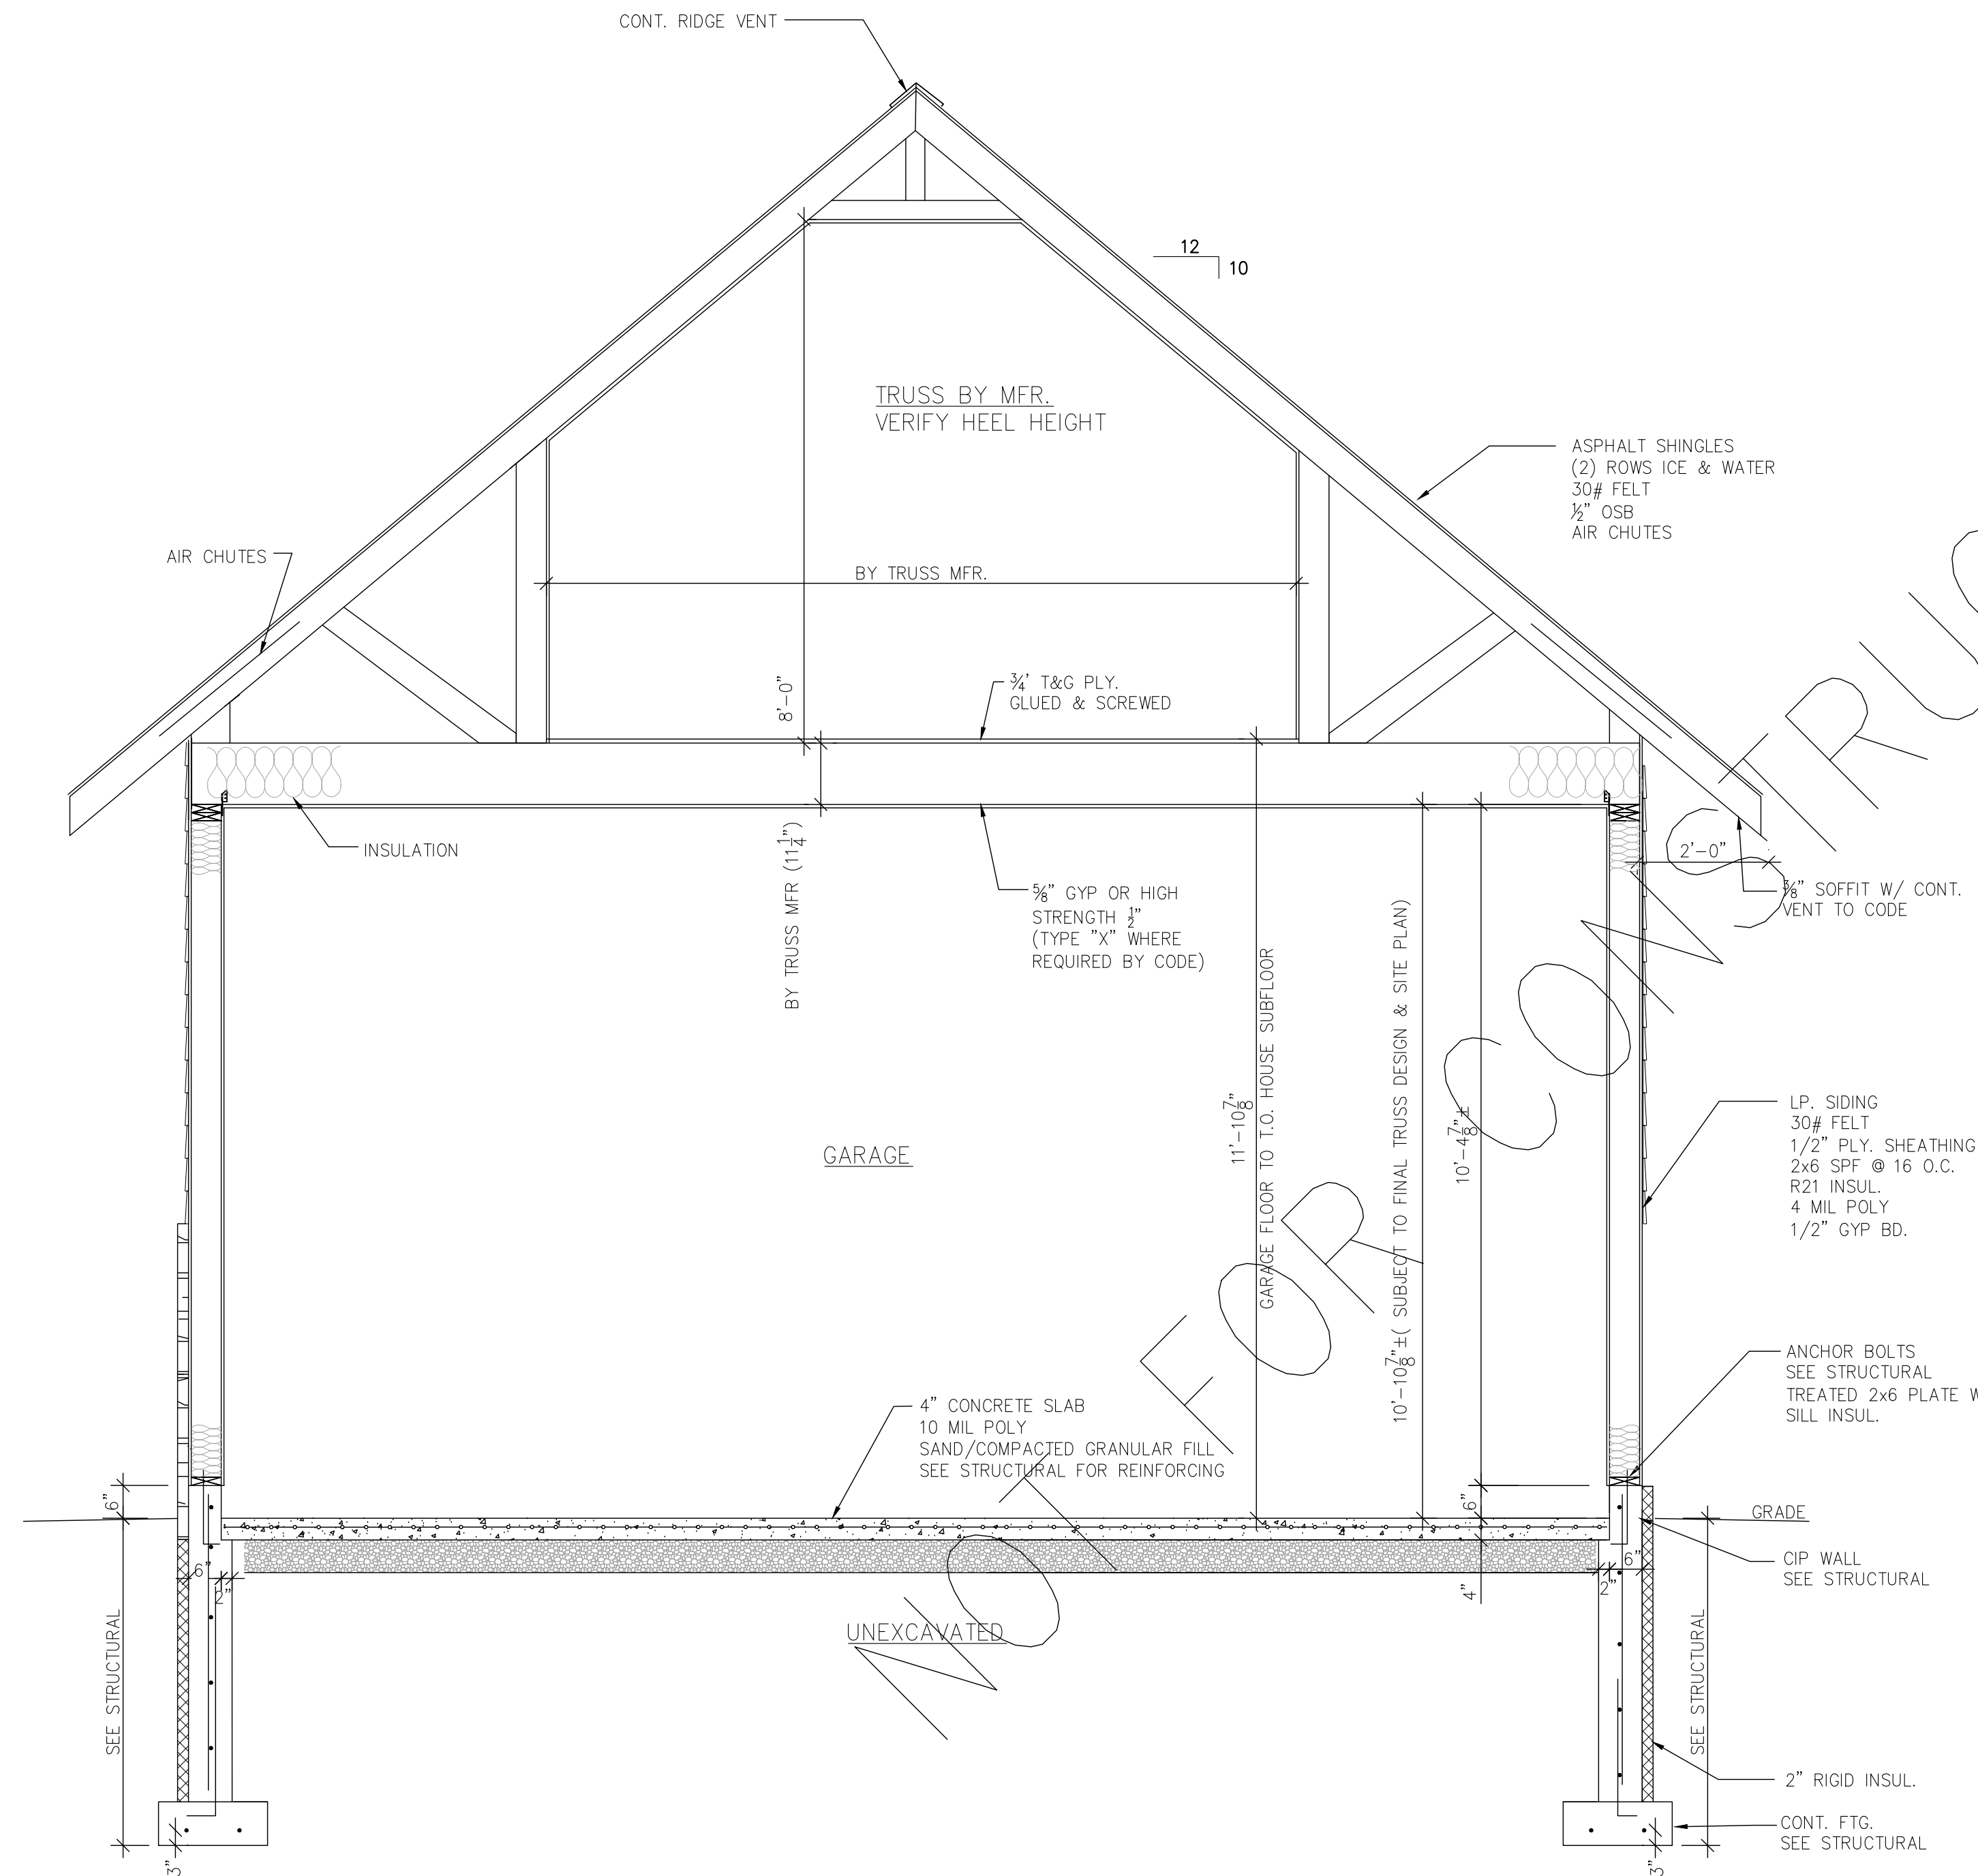 CONT. RIDGE VENT
12
10
TRUSS BY MFR.
VERIFY HEEL HEIGHT
ASPHALT SHINGLES
(2) ROWS ICE & WATER
30# FELT
½" OSB
AIR CHUTES
AIR CHUTES
BY TRUSS MFR.
8'-0"
¾' T&G PLY.
GLUED & SCREWED
INSULATION
BY TRUSS MFR (11 1/4")
⅝" GYP OR HIGH
STRENGTH ½"
(TYPE "X" WHERE
REQUIRED BY CODE)
2'-0"
⅜" SOFFIT W/ CONT.
VENT TO CODE
11'-10⅞"
GARAGE FLOOR TO T.O. HOUSE SUBFLOOR
10'-10⅞"±( SUBJECT TO FINAL TRUSS DESIGN & SITE PLAN)
10'-4⅞"±
GARAGE
LP. SIDING
30# FELT
1/2" PLY. SHEATHING
2x6 SPF @ 16 O.C.
R21 INSUL.
4 MIL POLY
1/2" GYP BD.
ANCHOR BOLTS
SEE STRUCTURAL
TREATED 2x6 PLATE W
SILL INSUL.
4" CONCRETE SLAB
10 MIL POLY
SAND/COMPACTED GRANULAR FILL
SEE STRUCTURAL FOR REINFORCING
6"
6"
GRADE
6"
2"
4"
2"
6"
CIP WALL
SEE STRUCTURAL
UNEXCAVATED
SEE STRUCTURAL
SEE STRUCTURAL
2" RIGID INSUL.
CONT. FTG.
SEE STRUCTURAL
3"
3"
NOT FOR CONSTRUC